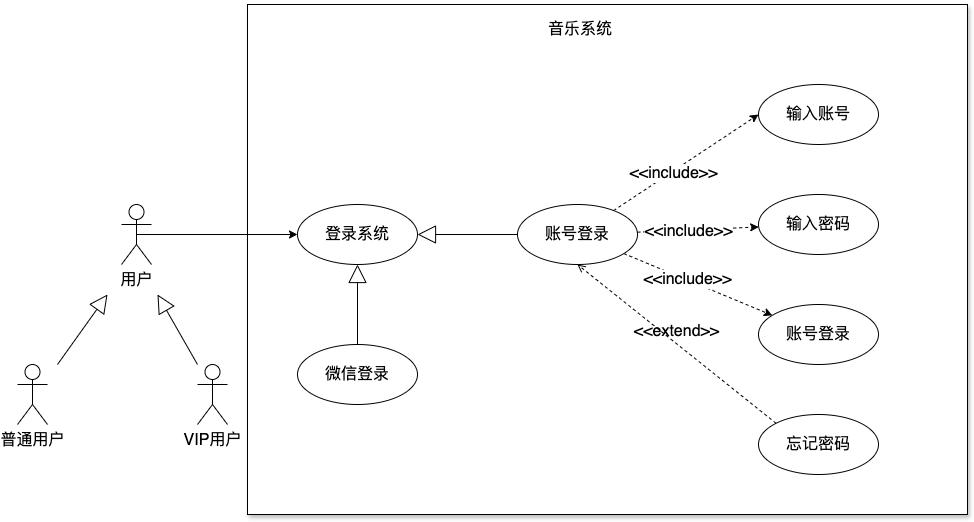 音乐系统
输入账号
<<include>>
输入密码
<<include>>
登录系统
账号登录
用户
<<include>>
账号登录
<<extend>>
微信登录
忘记密码
普通用户
VIP用户